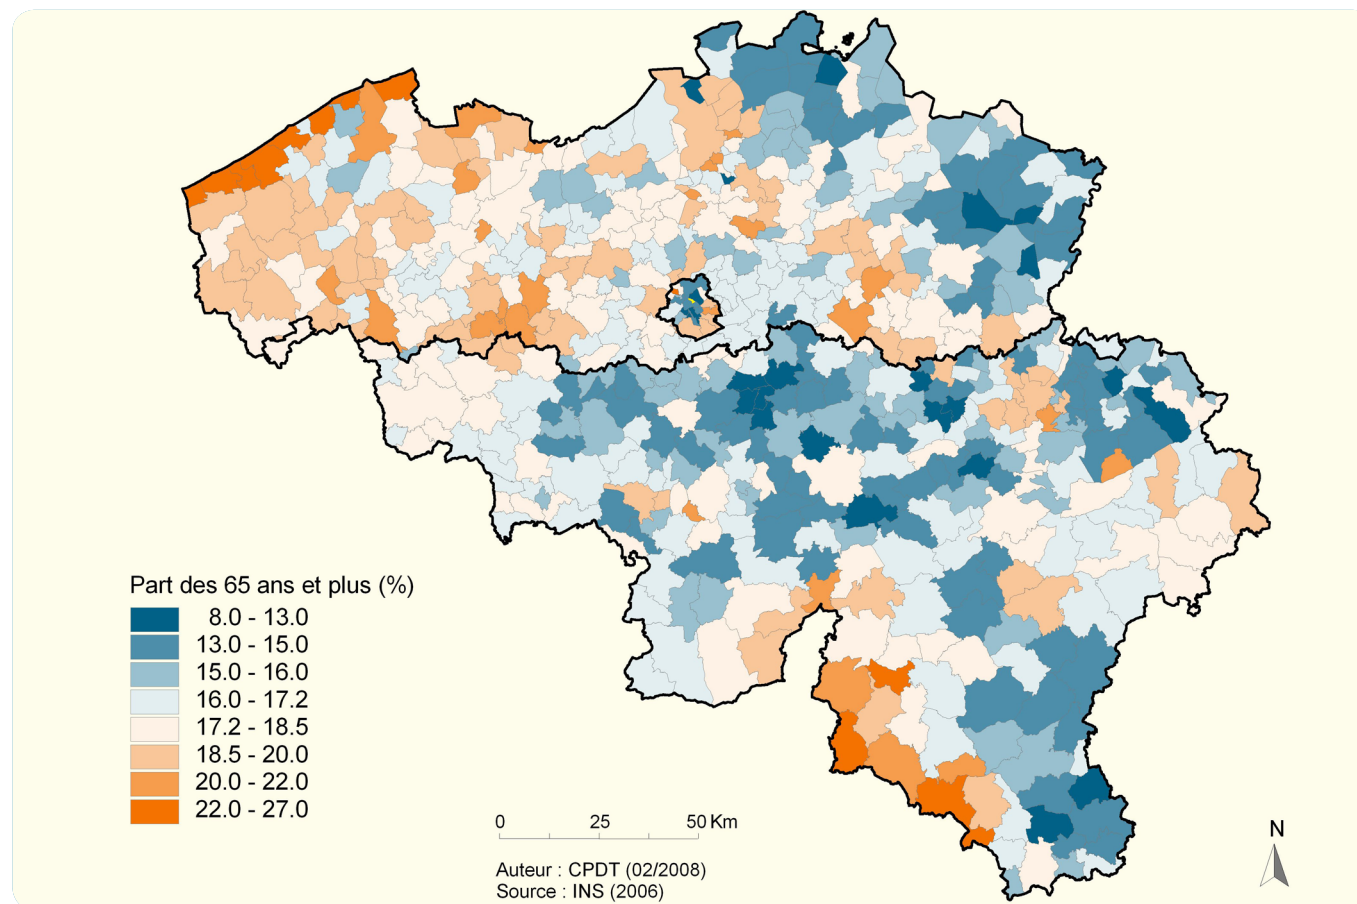 Part des 65 ans et plus (%)
8.0 - 13.0
13.0 - 15.0
15.0 - 16.0
16.0 - 17.2
17.2 - 18.5
18.5 - 20.0
20.0 - 22.0
22.0 - 27.0
0 25 50 Km
Auteur : CPDT (02/2008)
Source : INS (2006)
N